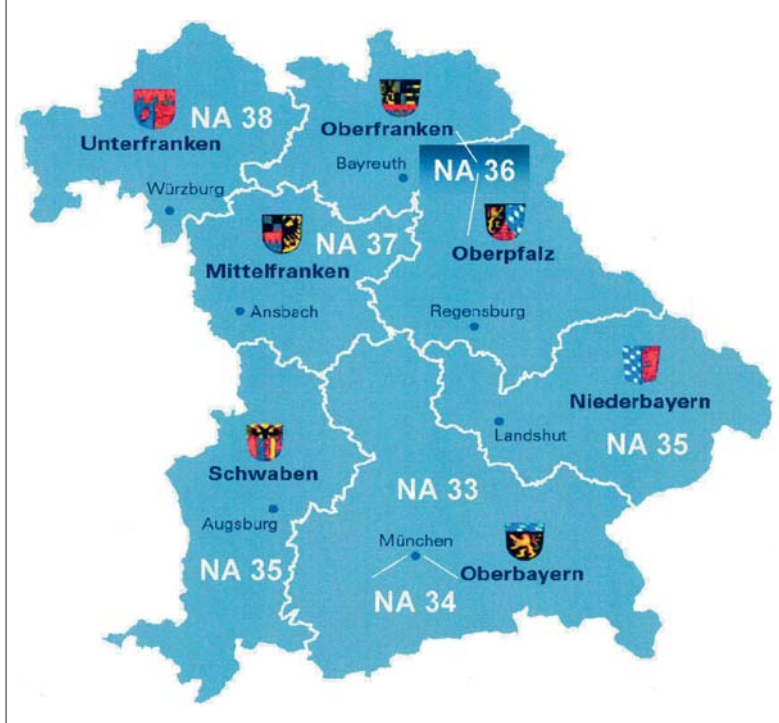 NA 38
Unterfranken
Würzburg
Oberfranken
Bayreuth
NA 36
Oberpfalz
Regensburg
NA 37
Mittelfranken
Ansbach
Niederbayern
Landshut
NA 35
Schwaben
Augsburg
NA 35
NA 33
München
Oberbayern
NA 34